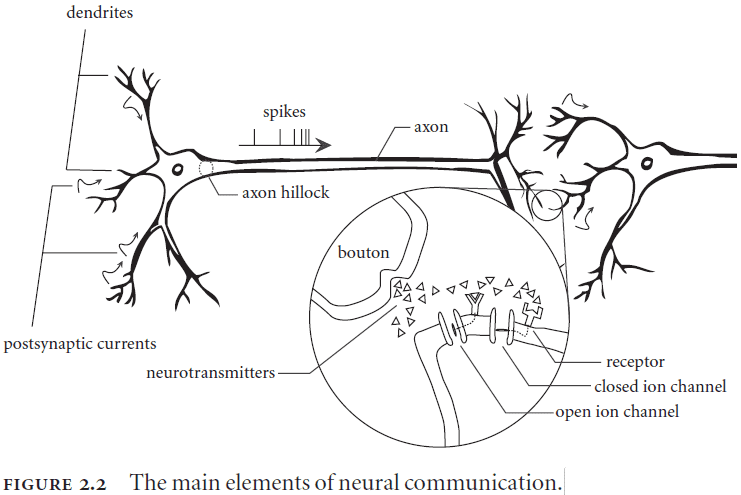 dendrites
spikes
axon
axon hillock
bouton
postsynaptic currents
neurotransmitters
receptor
closed ion channel
open ion channel
FIGURE 2.2 The main elements of neural communication.